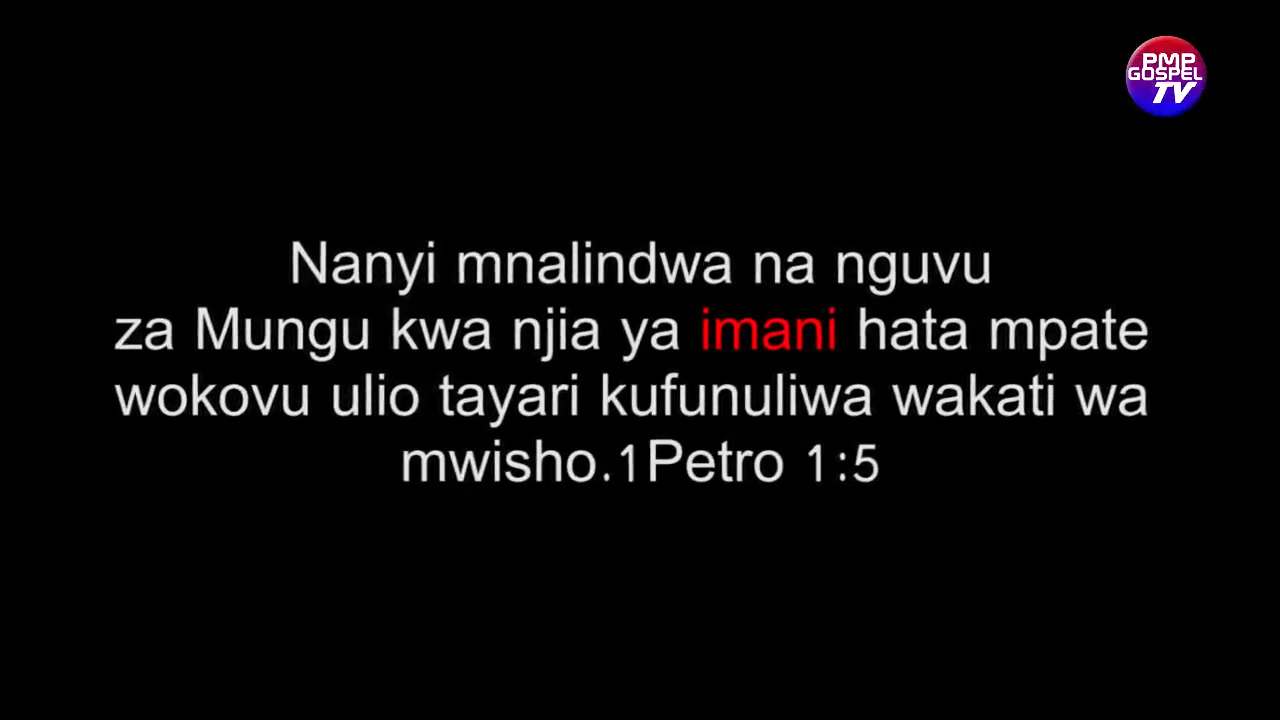 PMP
GOSPEL
TV
Nanyi mnalindwa na nguvu
za Mungu kwa njia ya imani hata mpate
wokovu ulio tayari kufunuliwa wakati wa
mwisho.1Petro 1:5